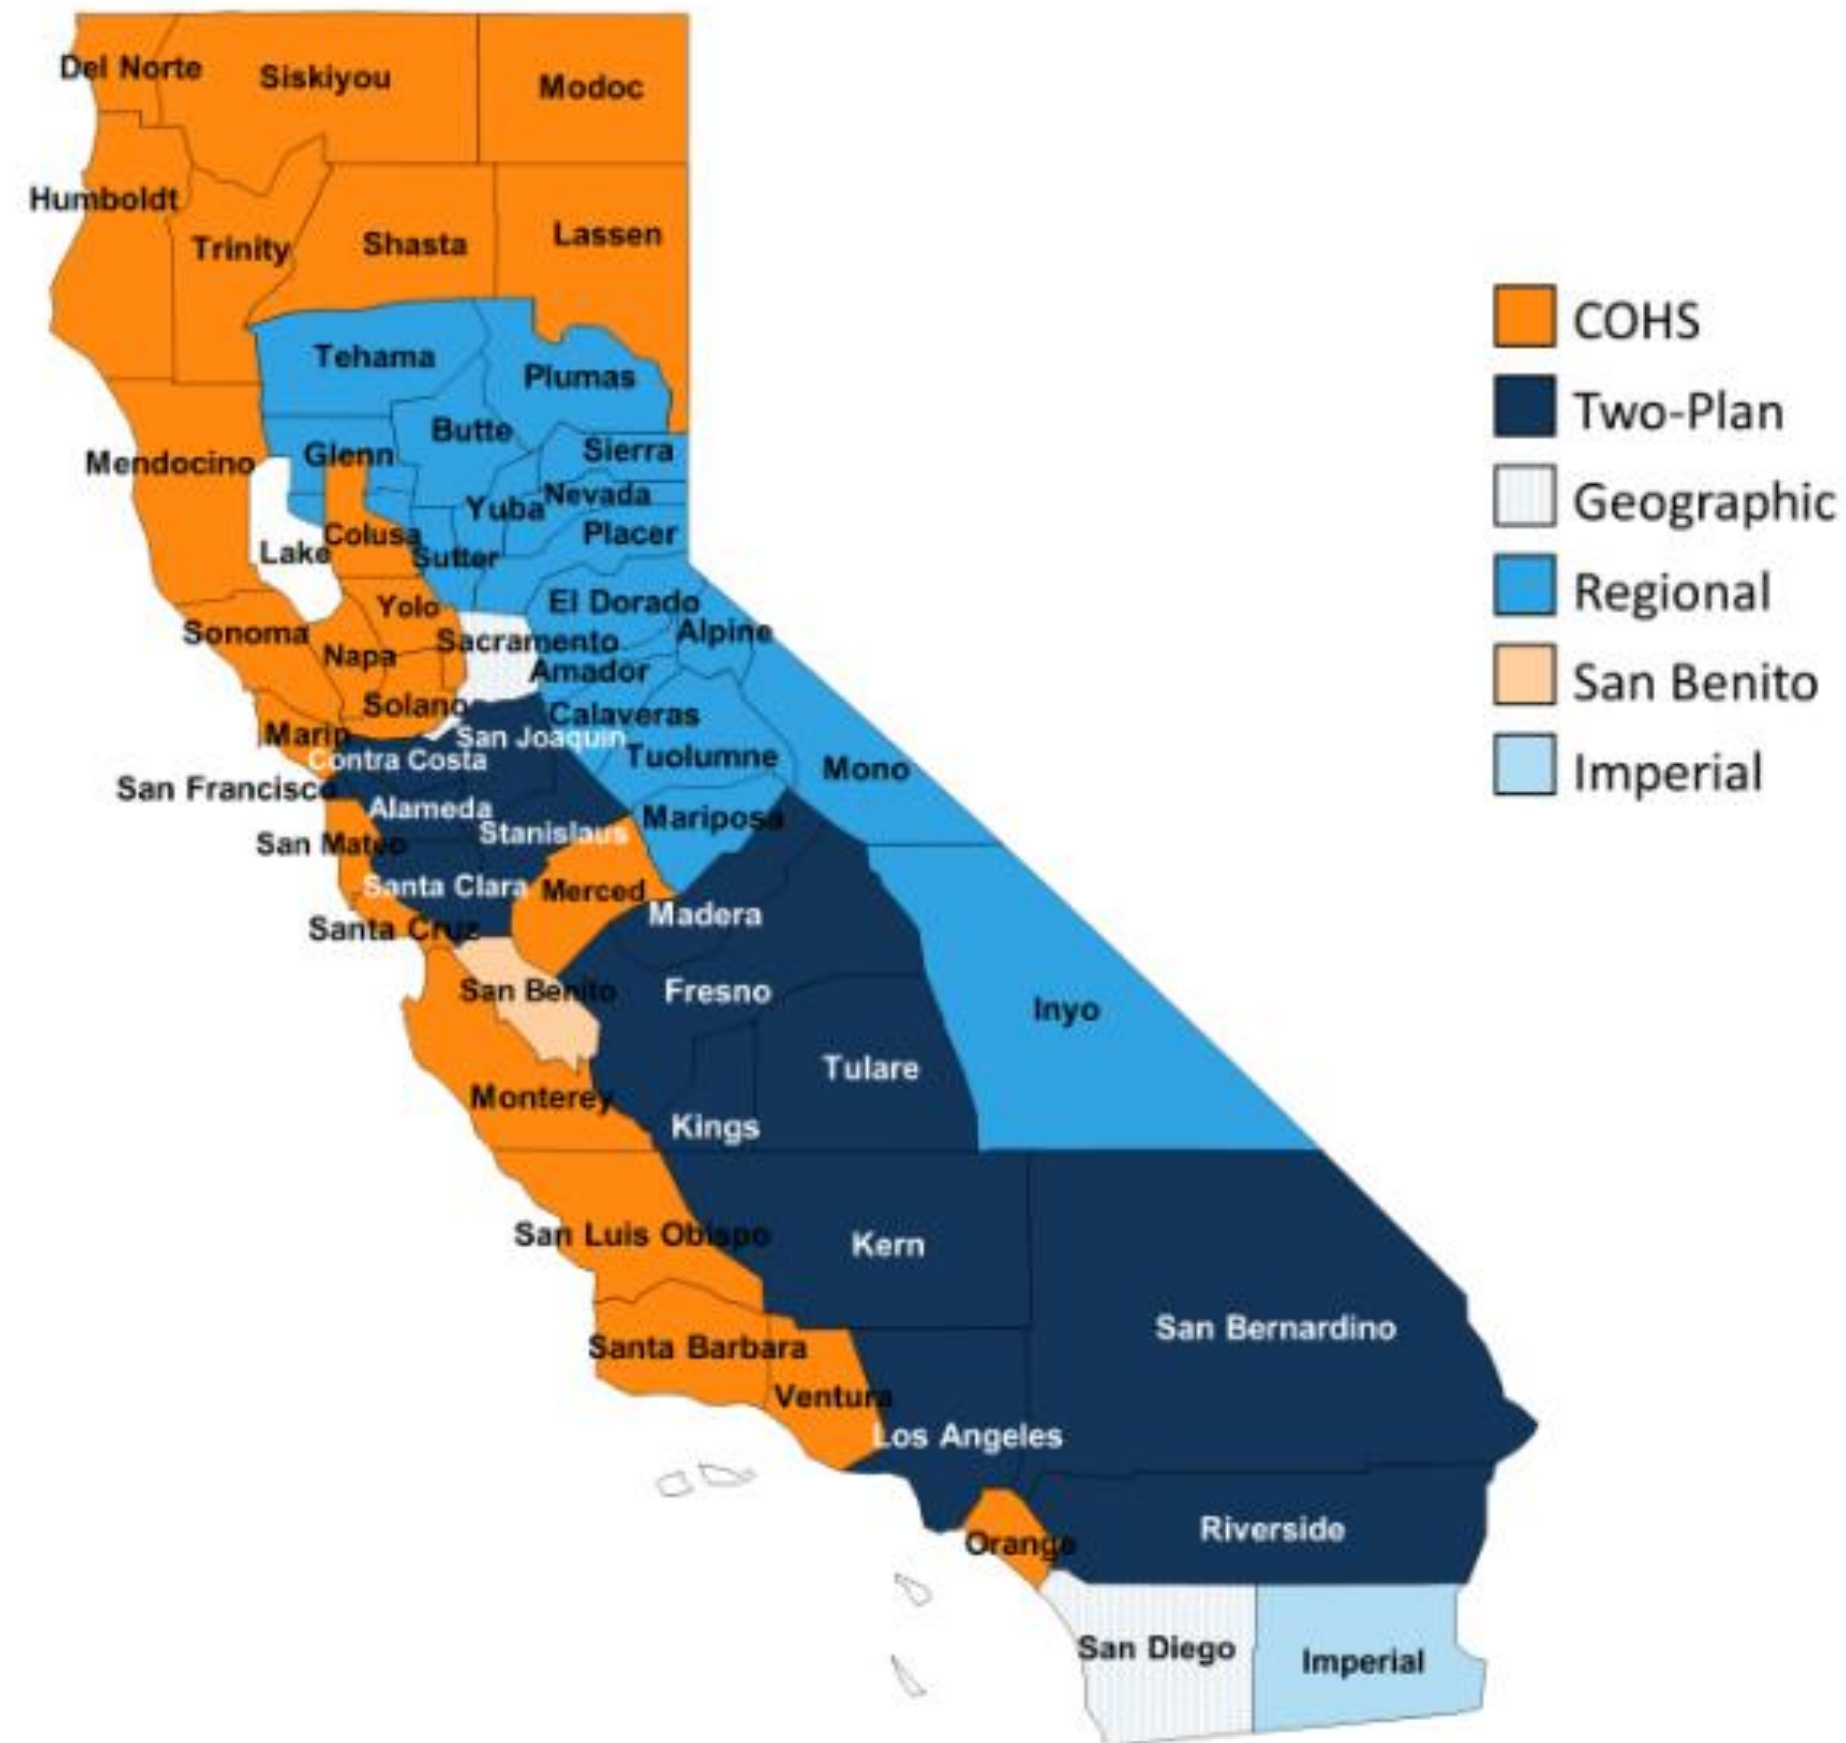 Del Norte
Siskiyou
Modoc
Humboldt
Trinity
Shasta
Lassen
Tehama
Plumas
Butte
Mendocino
Glenn
Sierra
Yuba
Nevada
Colusa
Placer
Lake
Sutter
Yolo
El Dorado
Sonoma
Napa
Sacramento
Alpine
Amador
Solano
Calaveras
Marin
San Joaquin
Contra Costa
Tuolumne
Mono
San Francisco
Alameda
Stanislaus
Mariposa
San Mateo
Santa Clara
Merced
Madera
Santa Cruz
San Benito
Fresno
Inyo
Tulare
Monterey
Kings
San Luis Obispo
Kern
San Bernardino
Santa Barbara
Ventura
Los Angeles
Orange
Riverside
San Diego
Imperial
COHS
Two-Plan
Geographic
Regional
San Benito
Imperial